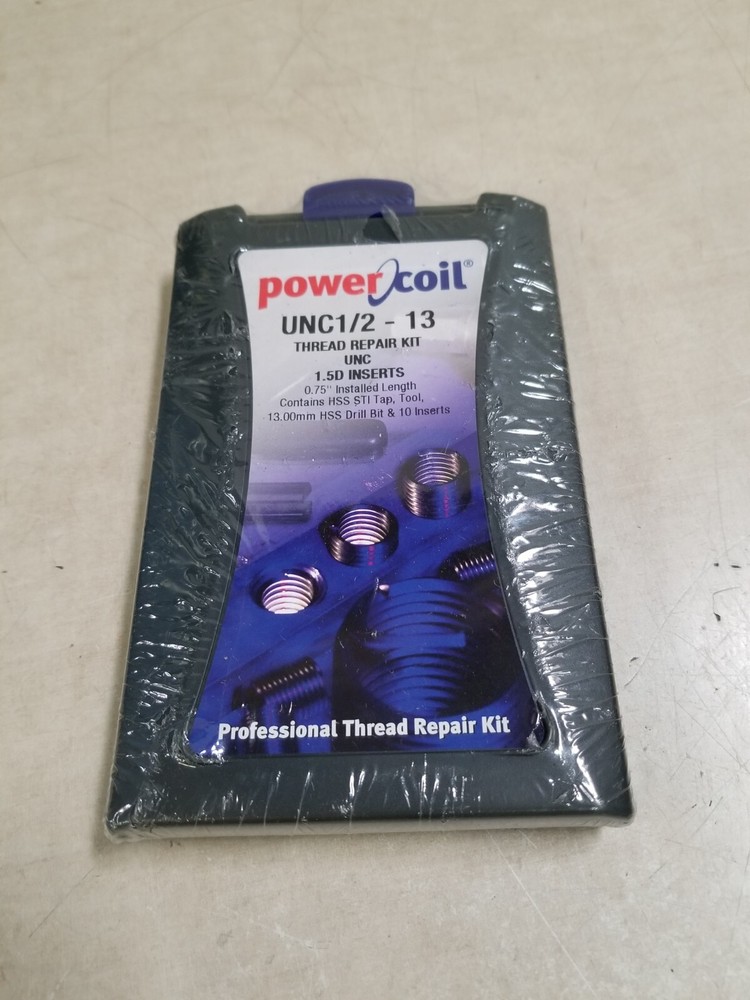 powercoil®
UNC1/2 - 13
THREAD REPAIR KIT
UNC
1.5D INSERTS
0.75" Installed Length
Contains HSS STI Tap, Tool,
13.00mm HSS Drill Bit & 10 Inserts
Professional Thread Repair Kit